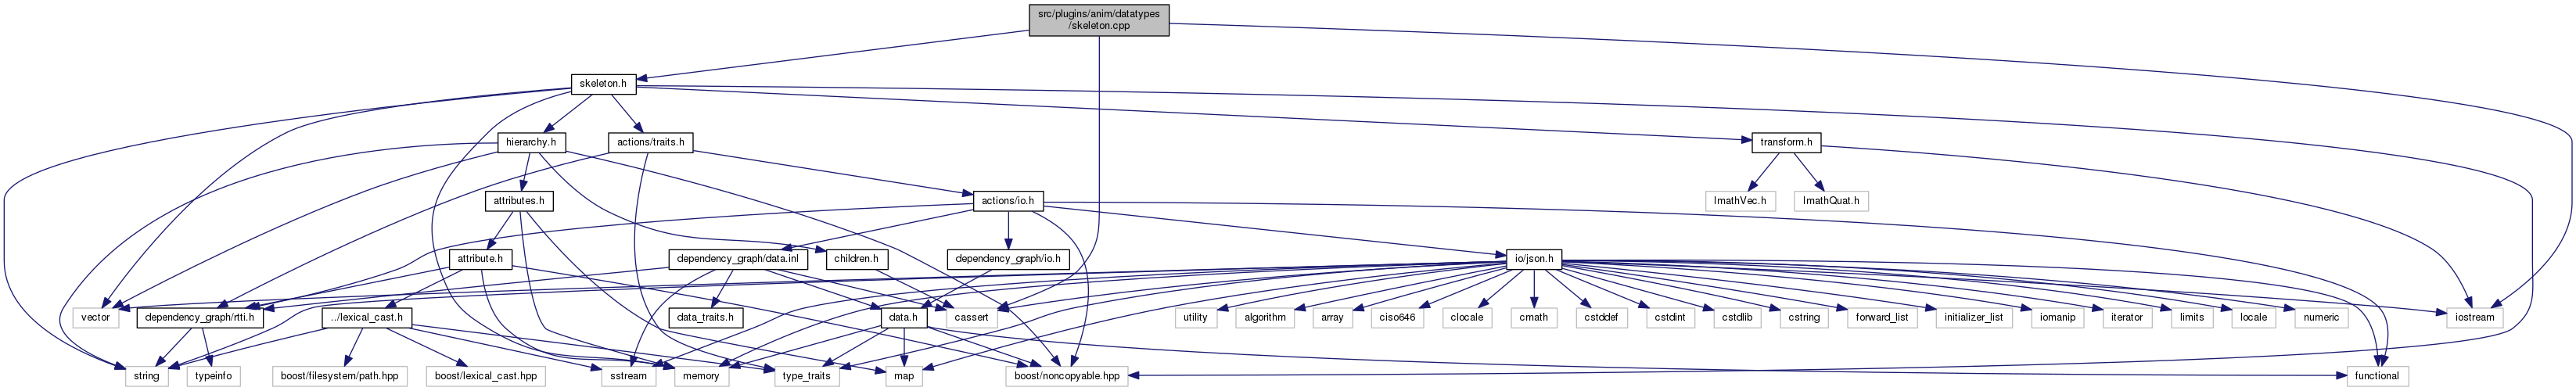 src/plugins/anim/datatypes
/skeleton.cpp
skeleton.h
hierarchy.h
actions/traits.h
transform.h
attributes.h
actions/io.h
ImathVec.h
ImathQuat.h
attribute.h
dependency_graph/data.inl
children.h
dependency_graph/io.h
io/json.h
vector
dependency_graph/rtti.h
../lexical_cast.h
data_traits.h
data.h
cassert
utility
algorithm
array
ciso646
clocale
cmath
cstddef
cstdint
cstdlib
cstring
forward_list
initializer_list
iomanip
iterator
limits
locale
numeric
iostream
string
typeinfo
boost/filesystem/path.hpp
boost/lexical_cast.hpp
sstream
memory
type_traits
map
boost/noncopyable.hpp
functional